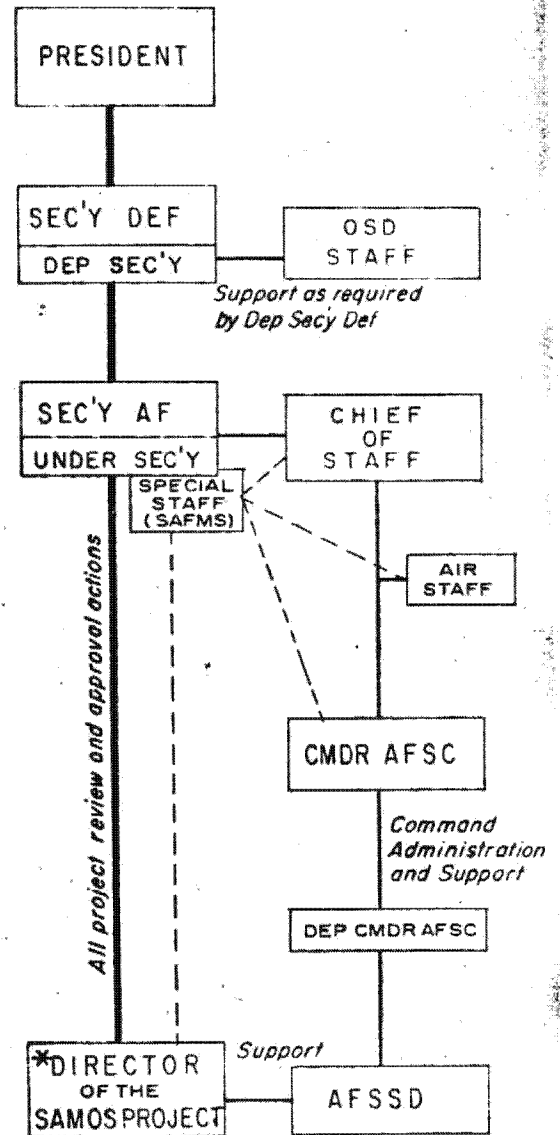 PRESIDENT
SEC'Y DEF
DEP SEC'Y
OSD
STAFF
Support as required
by Dep Sec'y Def
SEC'Y AF
UNDER SEC'Y
CHIEF
OF
STAFF
SPECIAL
STAFF
(SAFMS)
AIR
STAFF
All project review and approval actions
CMDR AFSC
Command
Administration
and Support
DEP CMDR AFSC
*DIRECTOR
OF THE
SAMOS PROJECT
Support
AFSSD